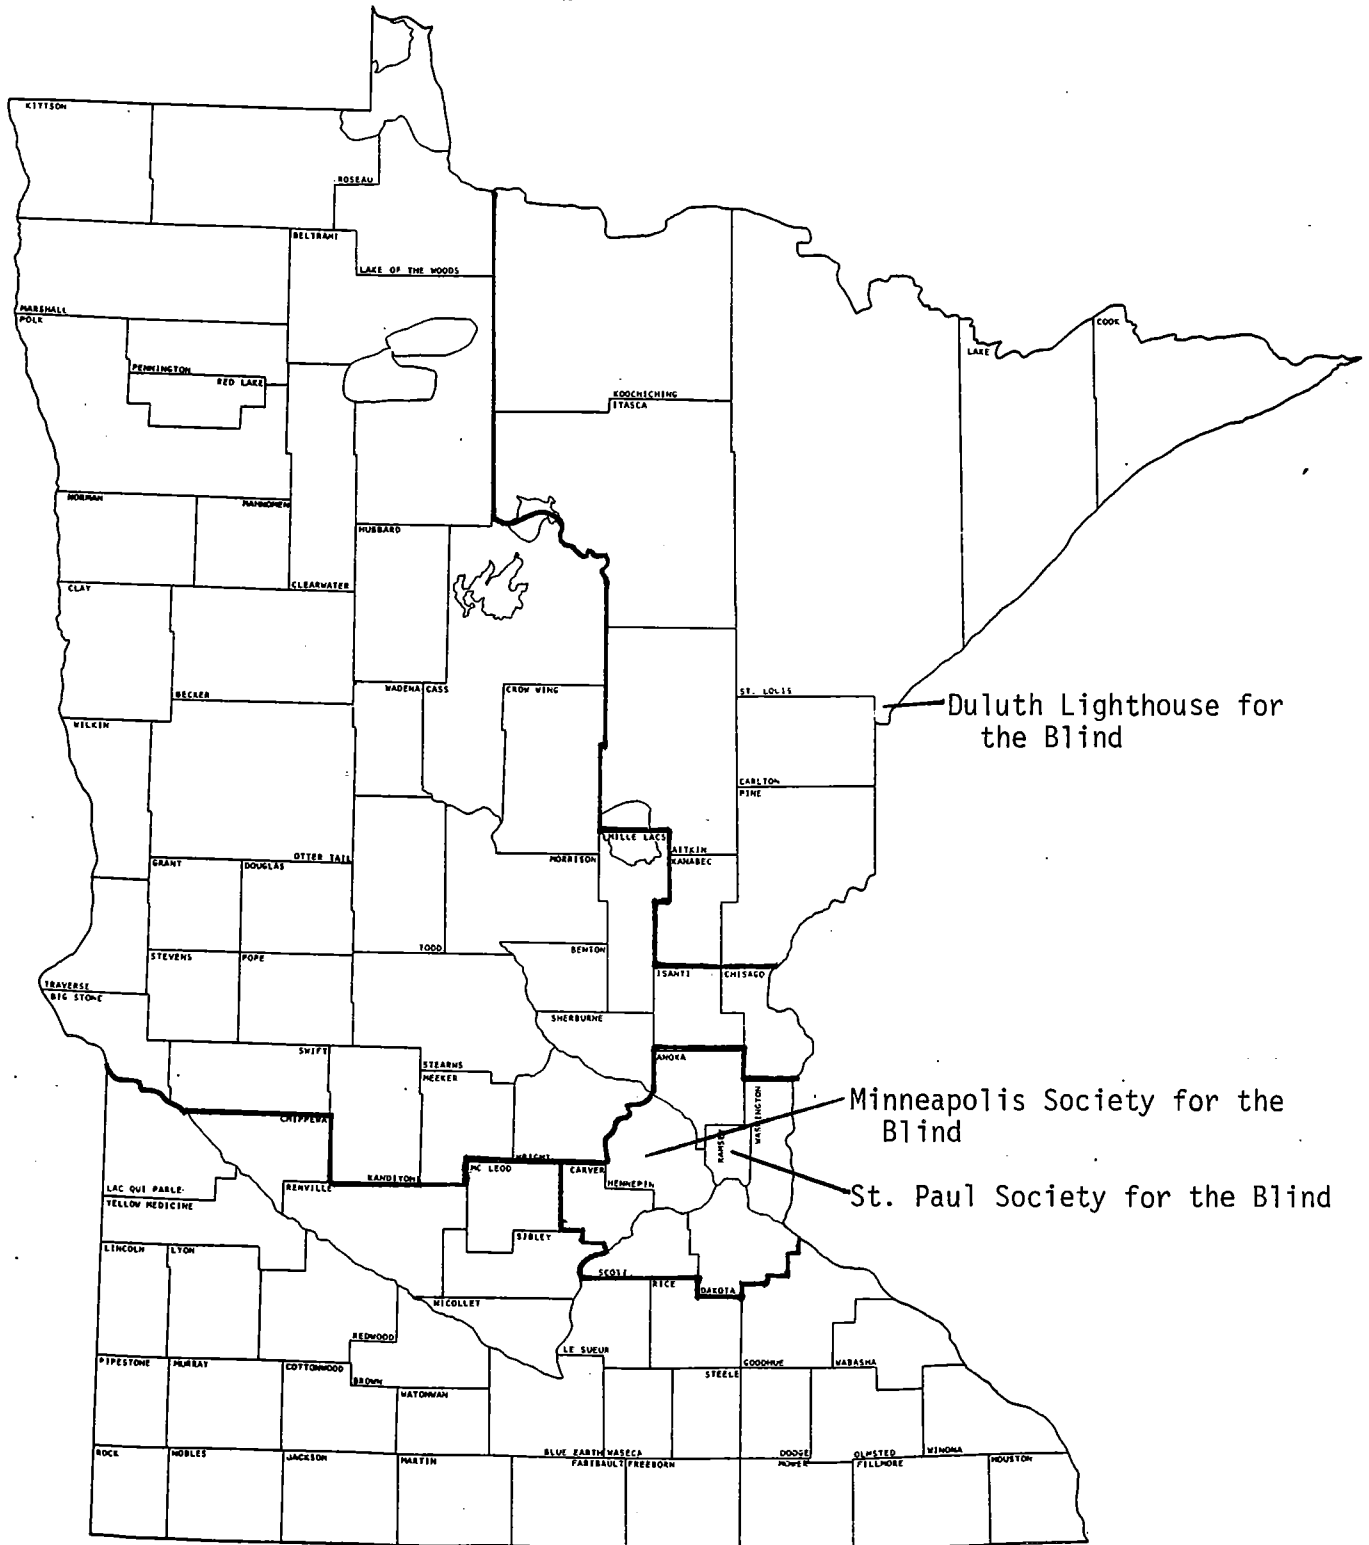 KITTSON
ROSEAU
BELTRAMI
LAKE OF THE WOODS
MARSHALL
POLK
PENNINGTON
RED LAKE
KOOCHICHING
ITASCA
LAKE
COOK
NORMAN
MAHNOMEN
HUBBARD
CLAY
CLEARWATER
BECKER
WADENA
CASS
CROW WING
ST. LOUIS
Duluth Lighthouse for
the Blind
WILKIN
CARLTON
PINE
MILLE LACS
AITKIN
KANABEC
GRANT
DOUGLAS
OTTER TAIL
MORRISON
TODD
BENTON
STEVENS
POPE
ISANTI
CHISAGO
TRAVERSE
BIG STONE
SHERBURNE
SWIFT
STEARNS
MEEKER
ANOKA
WASHINGTON
Minneapolis Society for the
Blind
CHIPPEWA
RAMSEY
WRIGHT
MC LEOD
CARVER
KANDIYOHI
HENNEPIN
St. Paul Society for the Blind
LAC QUI PARLE
YELLOW MEDICINE
RENVILLE
SIBLEY
LINCOLN
LYON
SCOTT
RICE
DAKOTA
NICOLLET
REDWOOD
LE SUEUR
PIPESTONE
MURRAY
COTTONWOOD
BROWN
WATONWAN
STEELE
GOODHUE
WABASHA
ROCK
NOBLES
JACKSON
MARTIN
BLUE EARTH
WASECA
FARIBAULT
FREEBORN
DODGE
MOWER
OLMSTED
FILLMORE
WINONA
HOUSTON